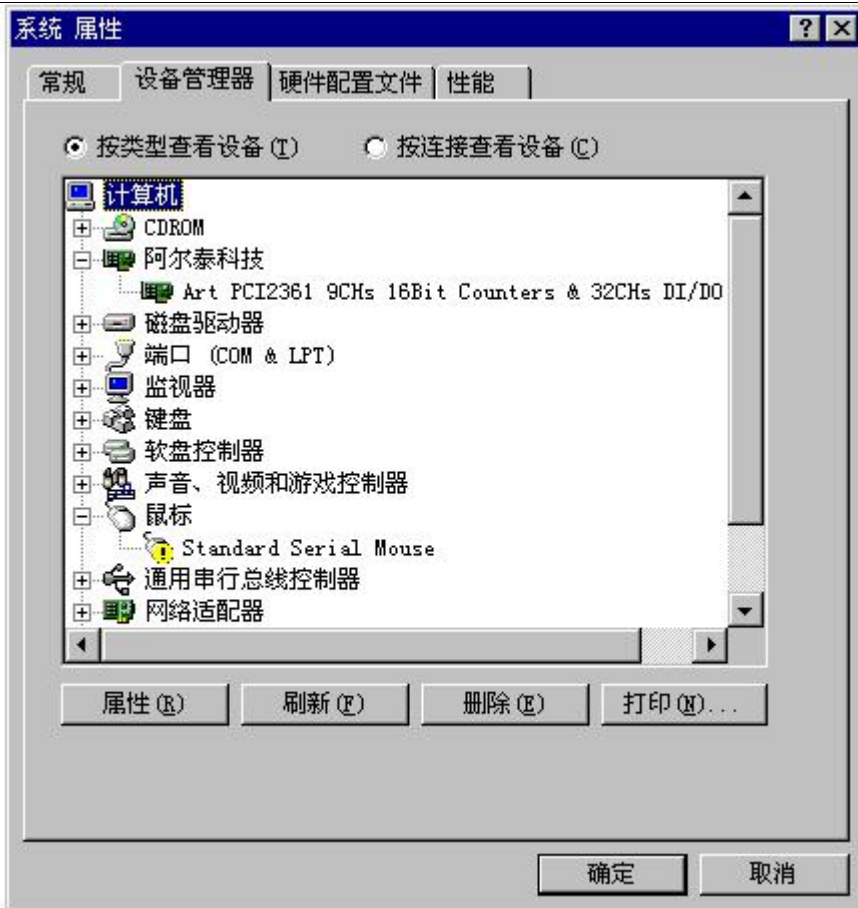 系统 属性
常规 设备管理器 硬件配置文件 性能
按类型查看设备(T) 按连接查看设备(C)
计算机
CDROM
阿尔泰科技
Art PCI2361 9CHs 16Bit Counters & 32CHs DI/DO
磁盘驱动器
端口 (COM & LPT)
监视器
键盘
软盘控制器
声音、视频和游戏控制器
鼠标
Standard Serial Mouse
通用串行总线控制器
网络适配器
属性(R) 刷新(F) 删除(E) 打印(N)...
确定 取消